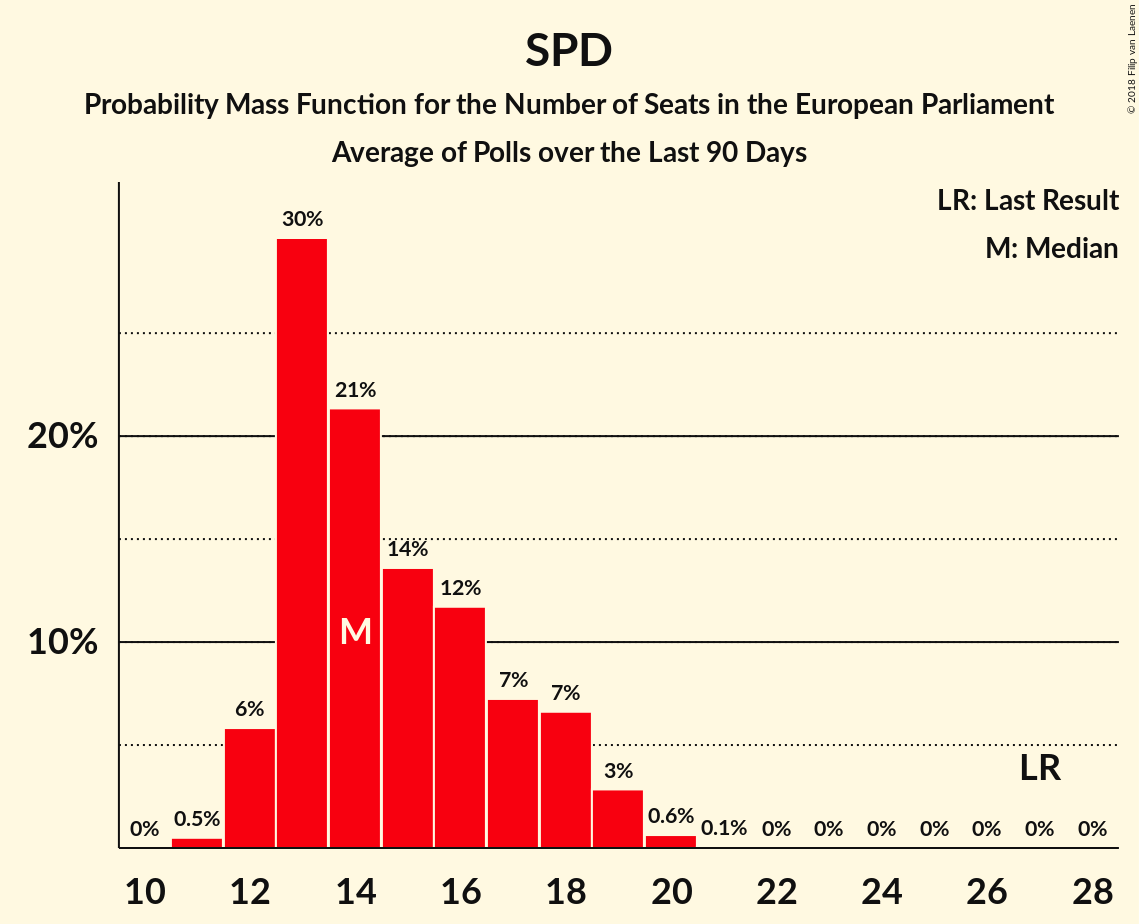 SPD
Probability Mass Function for the Number of Seats in the European Parliament
Average of Polls over the Last 90 Days
© 2018 Filip van Laenen
LR: Last Result
M: Median
30%
21%
20%
14%
12%
M
10%
7%
7%
6%
LR
3%
0% 0.5% 0.6% 0.1% 0% 0% 0% 0% 0% 0% 0%
10 12 14 16 18 20 22 24 26 28